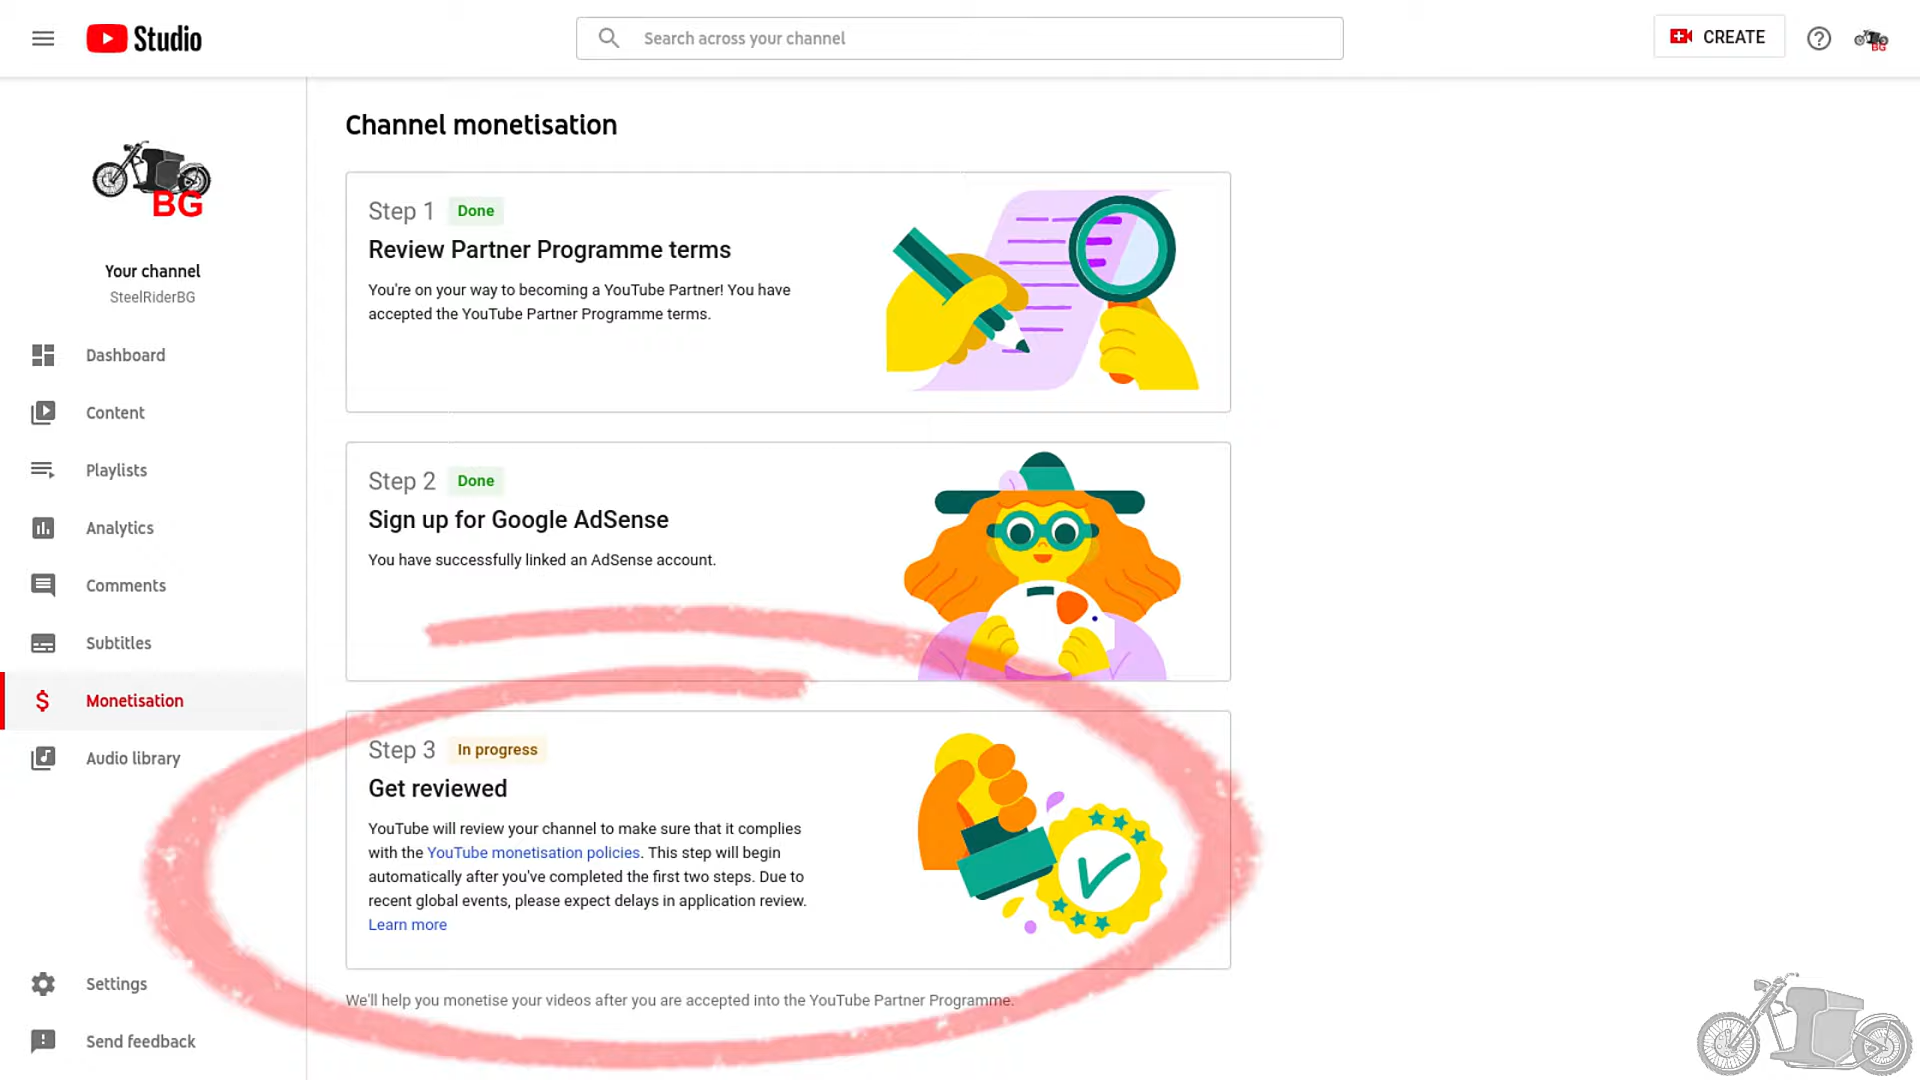 Studio
Search across your channel
CREATE
BG
BG
Your channel
SteelRiderBG
Dashboard
Content
Playlists
Analytics
Comments
Subtitles
Monetisation
Audio library
Settings
Send feedback
Channel monetisation
Step 1 Done
Review Partner Programme terms
You're on your way to becoming a YouTube Partner! You have
accepted the YouTube Partner Programme terms.
Step 2 Done
Sign up for Google AdSense
You have successfully linked an AdSense account.
Step 3 In progress
Get reviewed
YouTube will review your channel to make sure that it complies
with the YouTube monetisation policies. This step will begin
automatically after you've completed the first two steps. Due to
recent global events, please expect delays in application review.
Learn more
We'll help you monetise your videos after you are accepted into the YouTube Partner Programme.